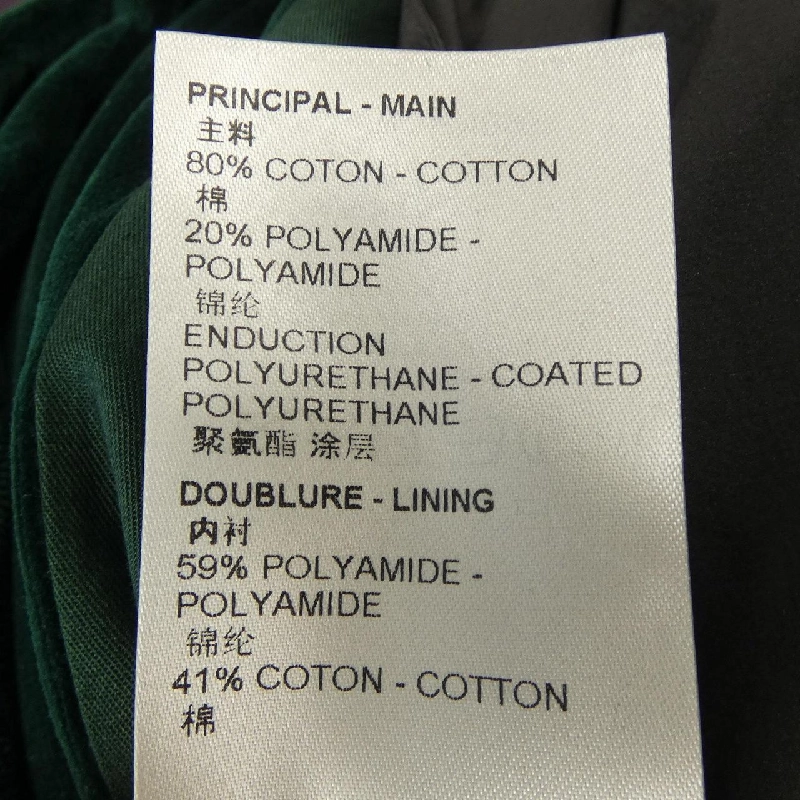 PRINCIPAL - MAIN
主料
80% COTON - COTTON
棉
20% POLYAMIDE -
POLYAMIDE
锦纶
ENDUCTION
POLYURETHANE - COATED
POLYURETHANE
聚氨酯 涂层
DOUBLURE - LINING
内衬
59% POLYAMIDE -
POLYAMIDE
锦纶
41% COTON - COTTON
棉